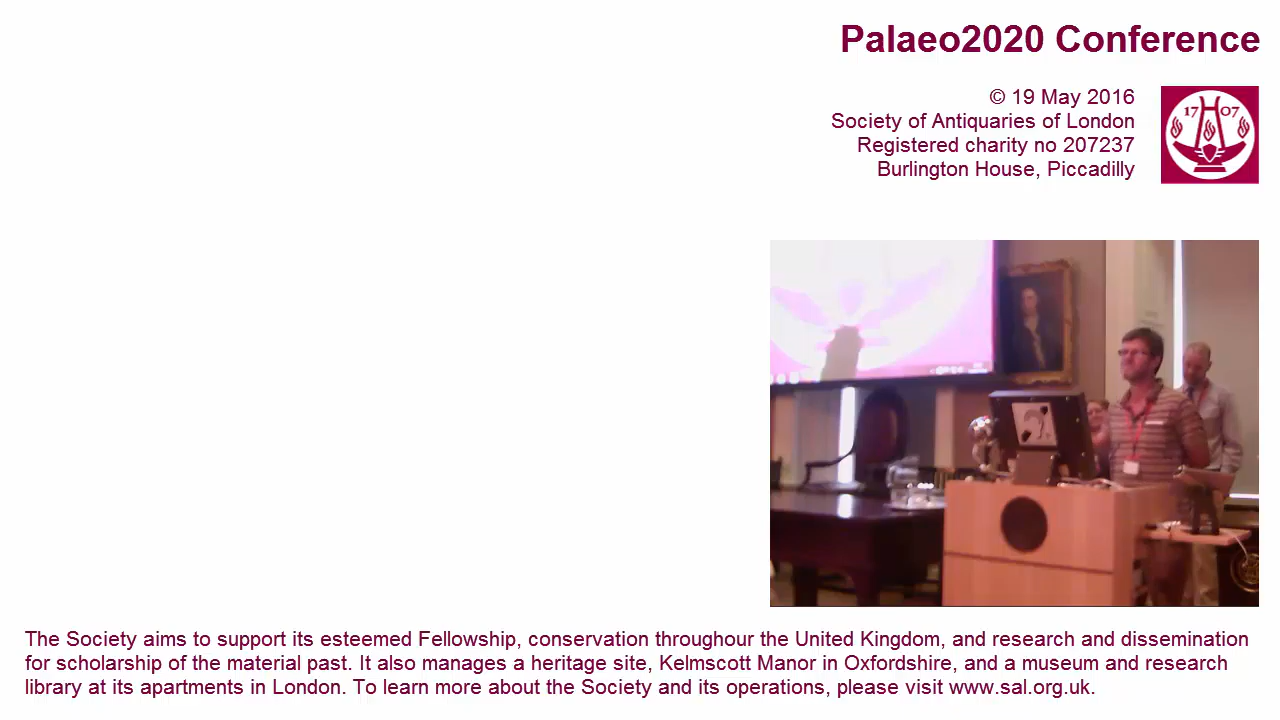 Palaeo2020 Conference
© 19 May 2016
Society of Antiquaries of London
Registered charity no 207237
Burlington House, Piccadilly
17 07
The Society aims to support its esteemed Fellowship, conservation throughour the United Kingdom, and research and dissemination
for scholarship of the material past. It also manages a heritage site, Kelmscott Manor in Oxfordshire, and a museum and research
library at its apartments in London. To learn more about the Society and its operations, please visit www.sal.org.uk.